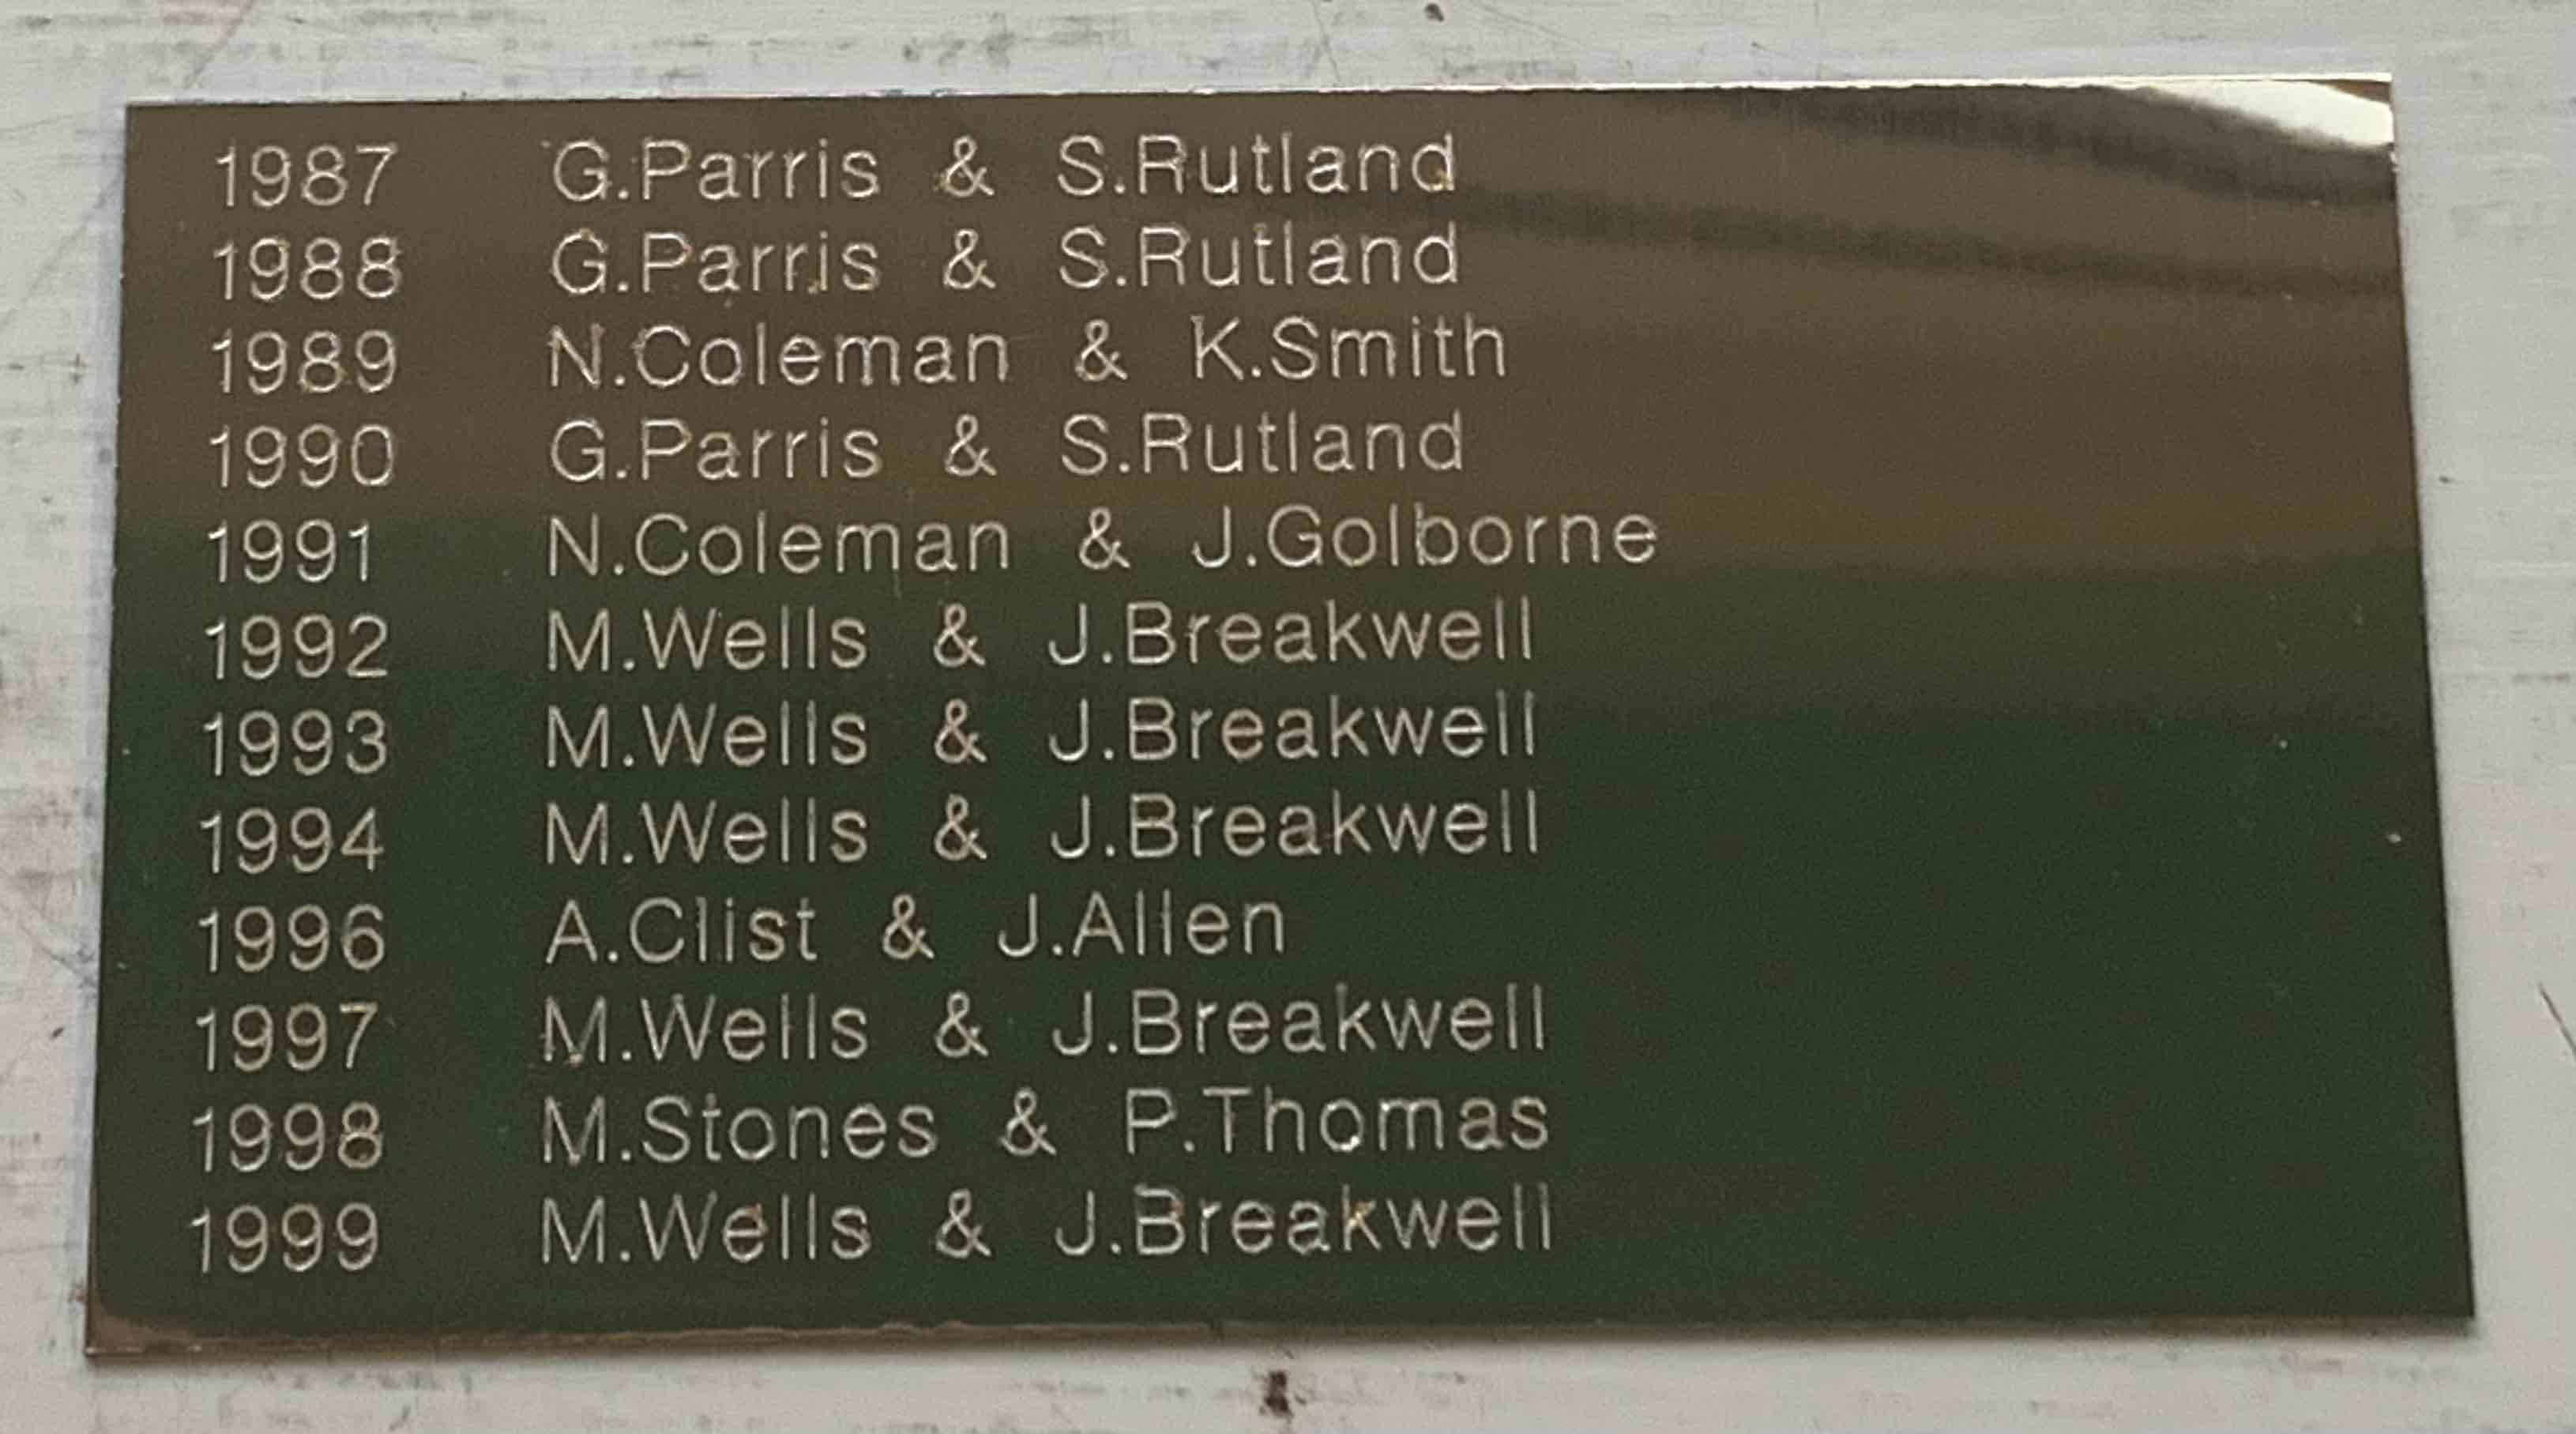 1987 G.Parris & S.Rutland
1988 G.Parris & S.Rutland
1989 N.Coleman & K.Smith
1990 G.Parris & S.Rutland
1991 N.Coleman & J.Golborne
1992 M.Wells & J.Breakwell
1993 M.Wells & J.Breakwell
1994 M.Wells & J.Breakwell
1996 A.Clist & J.Allen
1997 M.Wells & J.Breakwell
1998 M.Stones & P.Thomas
1999 M.Wells & J.Breakwell